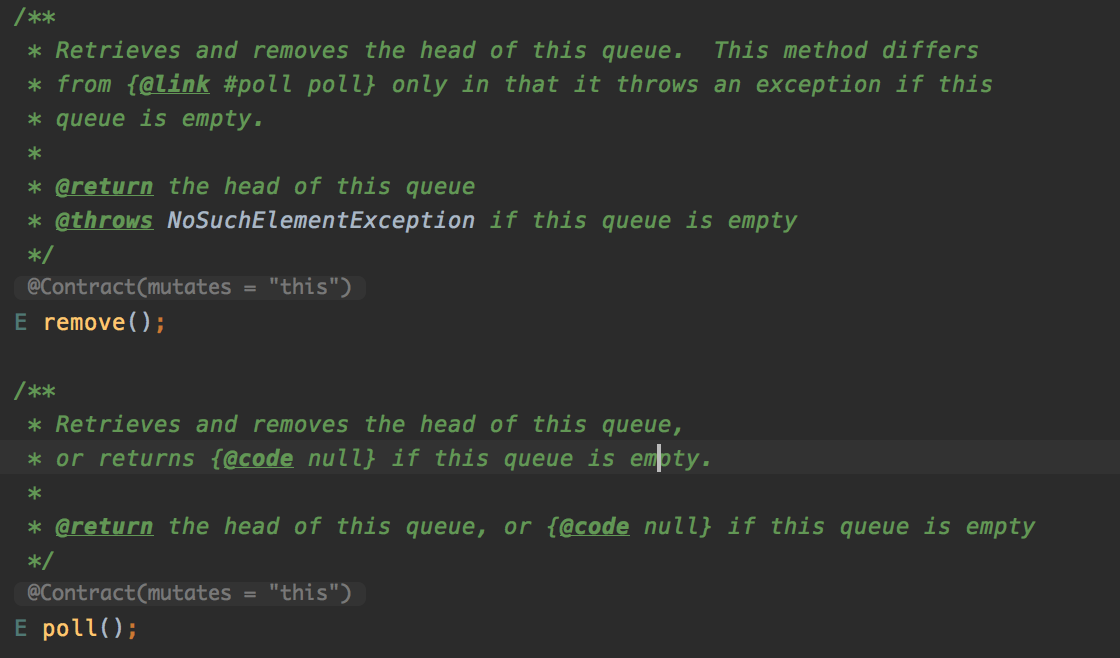 /**
 * Retrieves and removes the head of this queue.  This method differs
 * from {@link #poll poll} only in that it throws an exception if this
 * queue is empty.
 *
 * @return the head of this queue
 * @throws NoSuchElementException if this queue is empty
 */
@Contract(mutates = "this")
E remove();
/**
 * Retrieves and removes the head of this queue,
 * or returns {@code null} if this queue is empty.
 *
 * @return the head of this queue, or {@code null} if this queue is empty
 */
@Contract(mutates = "this")
E poll();